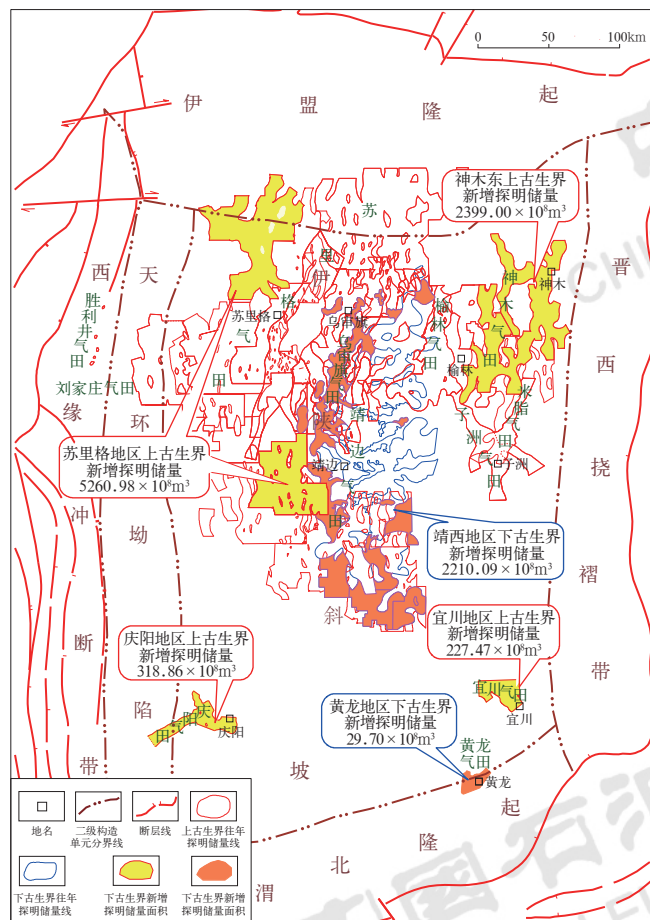 0 50 100km
伊 盟 隆 起
神木东上古生界
新增探明储量
2399.00×10⁸m³
苏
里
格
气
田
西
缘
冲
断
带
天
环
坳
陷
伊
陕
斜
坡
晋
西
挠
褶
带
胜
利
井
气
田
刘家庄气田
苏里格
乌审旗
乌
审
旗
气
田
榆
林
气
田
榆林
神
木
气
田
神木
米
脂
气
田
子
洲
气
田
子洲
靖
边
气
田
靖边
苏里格地区上古生界
新增探明储量
5260.98×10⁸m³
靖西地区下古生界
新增探明储量
2210.09×10⁸m³
庆阳地区上古生界
新增探明储量
318.86×10⁸m³
宜川地区上古生界
新增探明储量
227.47×10⁸m³
黄龙地区下古生界
新增探明储量
29.70×10⁸m³
庆
阳
气
田
庆阳
宜川气田
宜川
黄龙
气田
黄龙
渭 北 隆 起
地名
二级构造
单元分界线
断层线
上古生界往年
探明储量线
下古生界往年
探明储量线
下古生界新增
探明储量面积
下古生界新增
探明储量面积